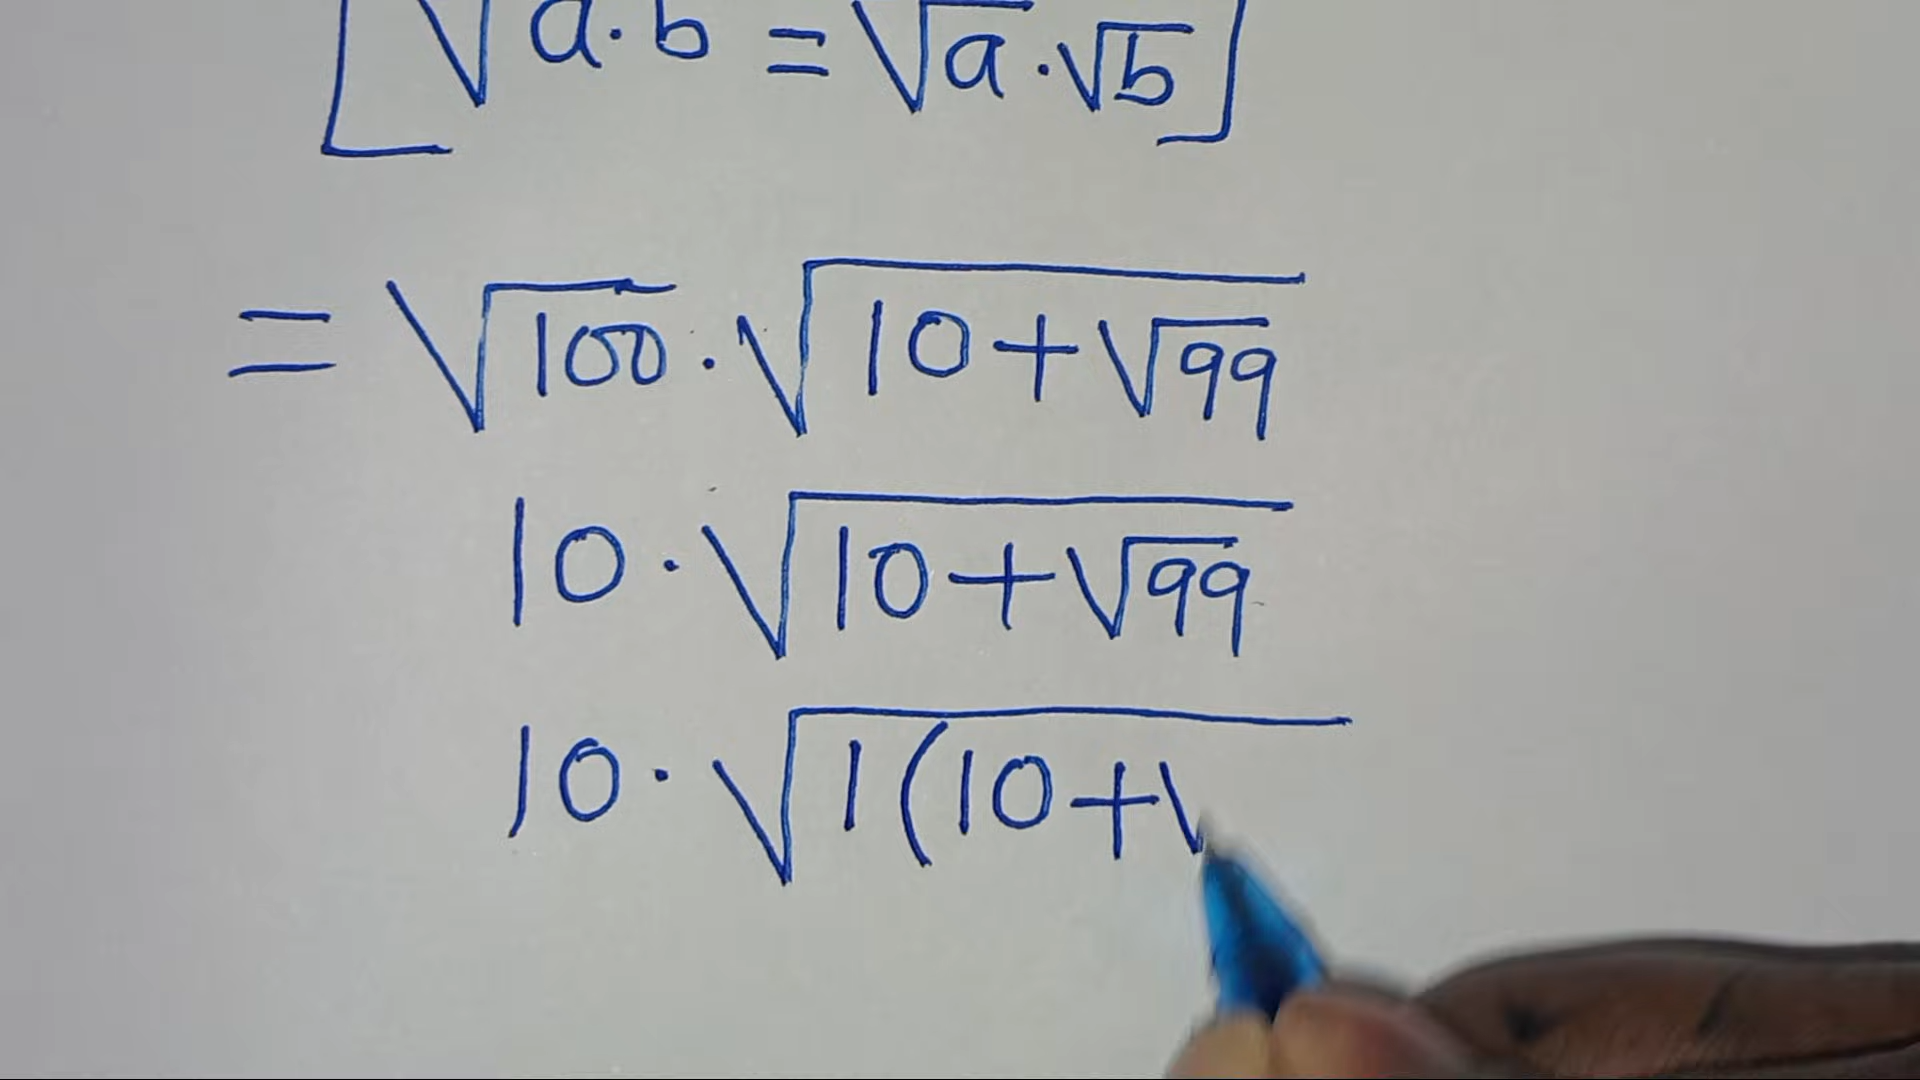 [√a·b = √a·√b]
= √100 · √(10+√99)
10 · √(10+√99)
10 · √1(10+√